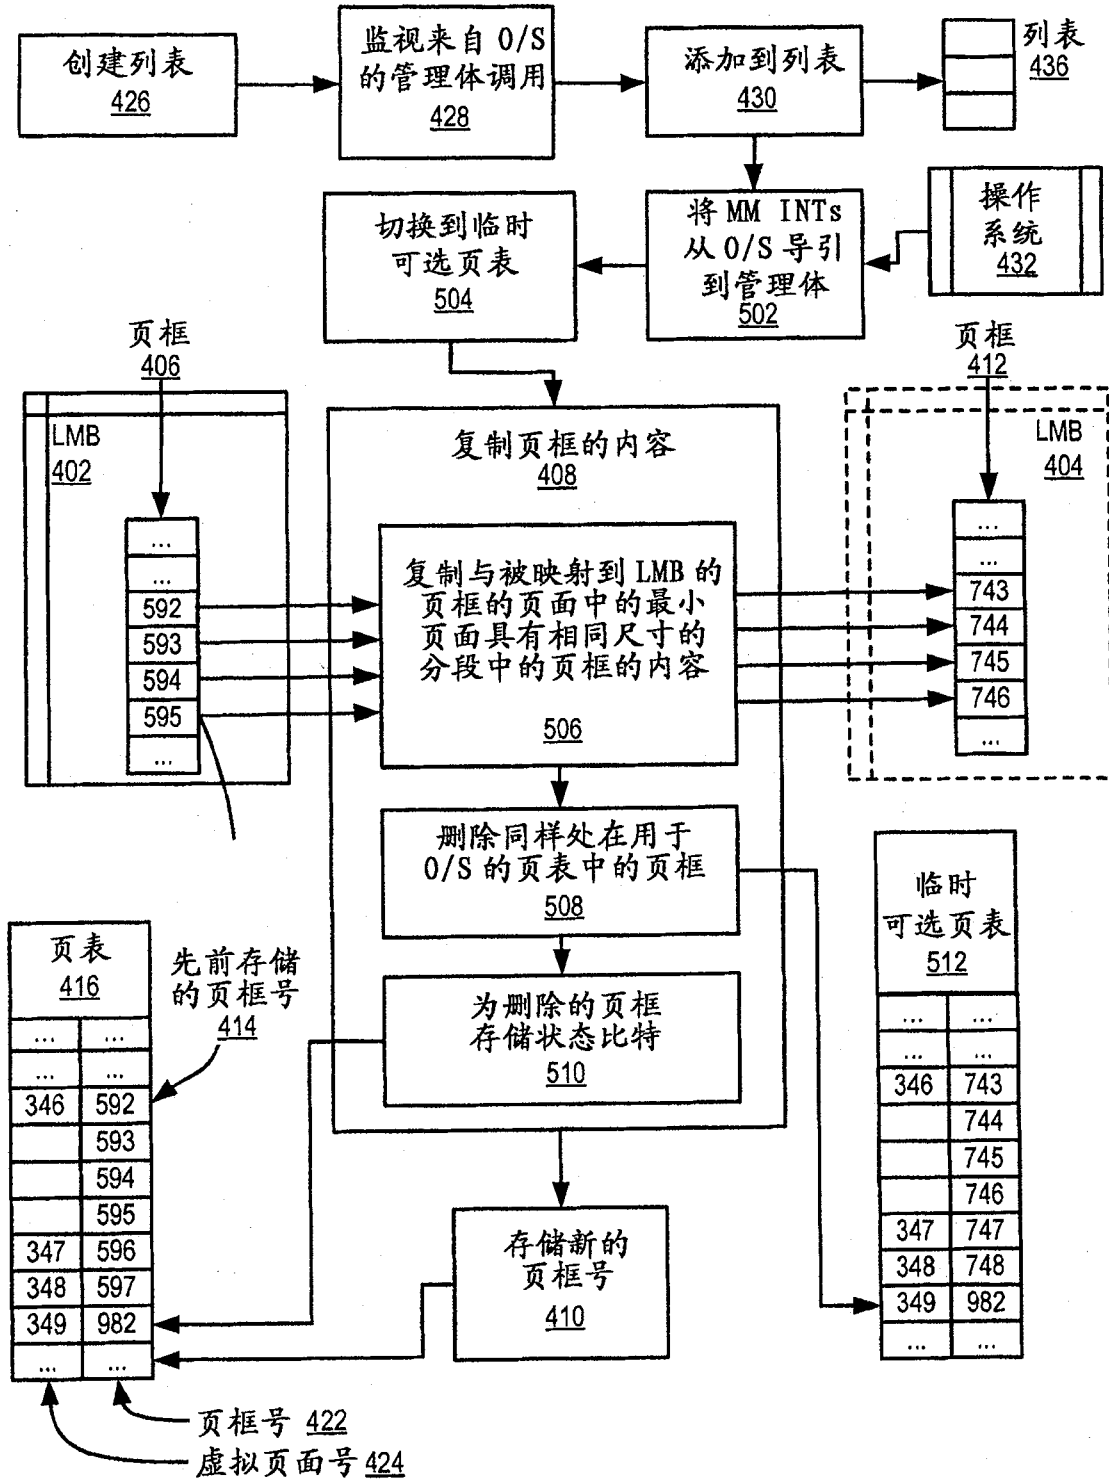 创建列表
426
监视来自 O/S
的管理体调用
428
添加到列表
430
列表
436
切换到临时
可选页表
504
将 MM INTs
从 O/S 导引
到管理体
502
操作
系统
432
页框
406
页框
412
LMB
402
...
...
592
593
594
595
...
复制页框的内容
408
复制与被映射到 LMB 的
页框的页面中的最小
页面具有相同尺寸的
分段中的页框的内容
506
LMB
404
...
...
743
744
745
746
...
删除同样处在用于
O/S 的页表中的页框
508
为删除的页框
存储状态比特
510
存储新的
页框号
410
页表
416
... ...
... ...
346 592
593
594
595
347 596
348 597
349 982
... ...
先前存储
的页框号
414
临时
可选页表
512
... ...
... ...
346 743
744
745
746
347 747
348 748
349 982
... ...
页框号 422
虚拟页面号 424